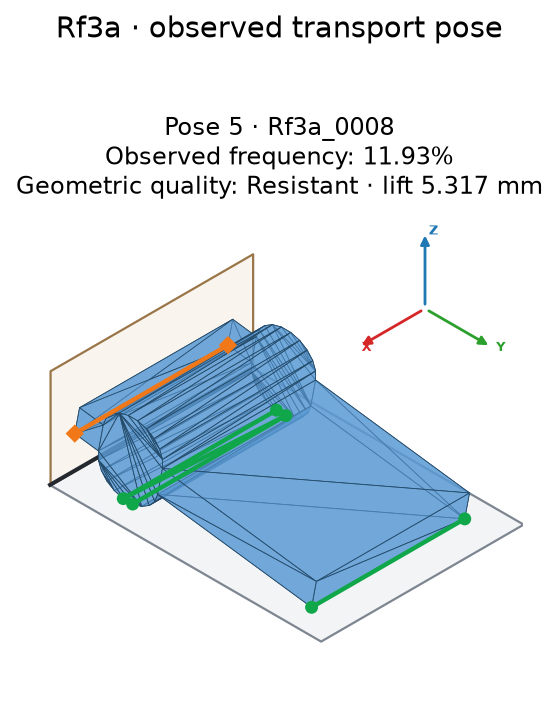 Rf3a · observed transport pose
Pose 5 · Rf3a_0008
Observed frequency: 11.93%
Geometric quality: Resistant · lift 5.317 mm
Z
X
Y